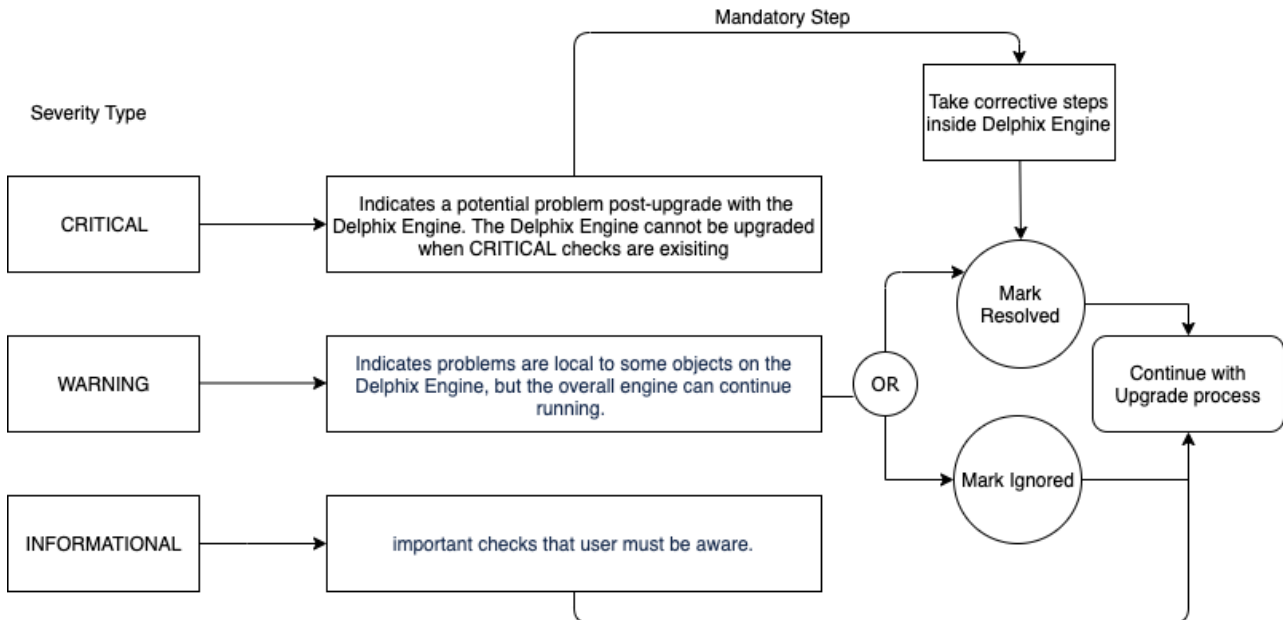 Mandatory Step
Take corrective steps
inside Delphix Engine
Severity Type
CRITICAL
Indicates a potential problem post-upgrade with the
Delphix Engine. The Delphix Engine cannot be upgraded
when CRITICAL checks are exisiting
Mark
Resolved
WARNING
Indicates problems are local to some objects on the
Delphix Engine, but the overall engine can continue
running.
OR
Continue with
Upgrade process
Mark Ignored
INFORMATIONAL
important checks that user must be aware.